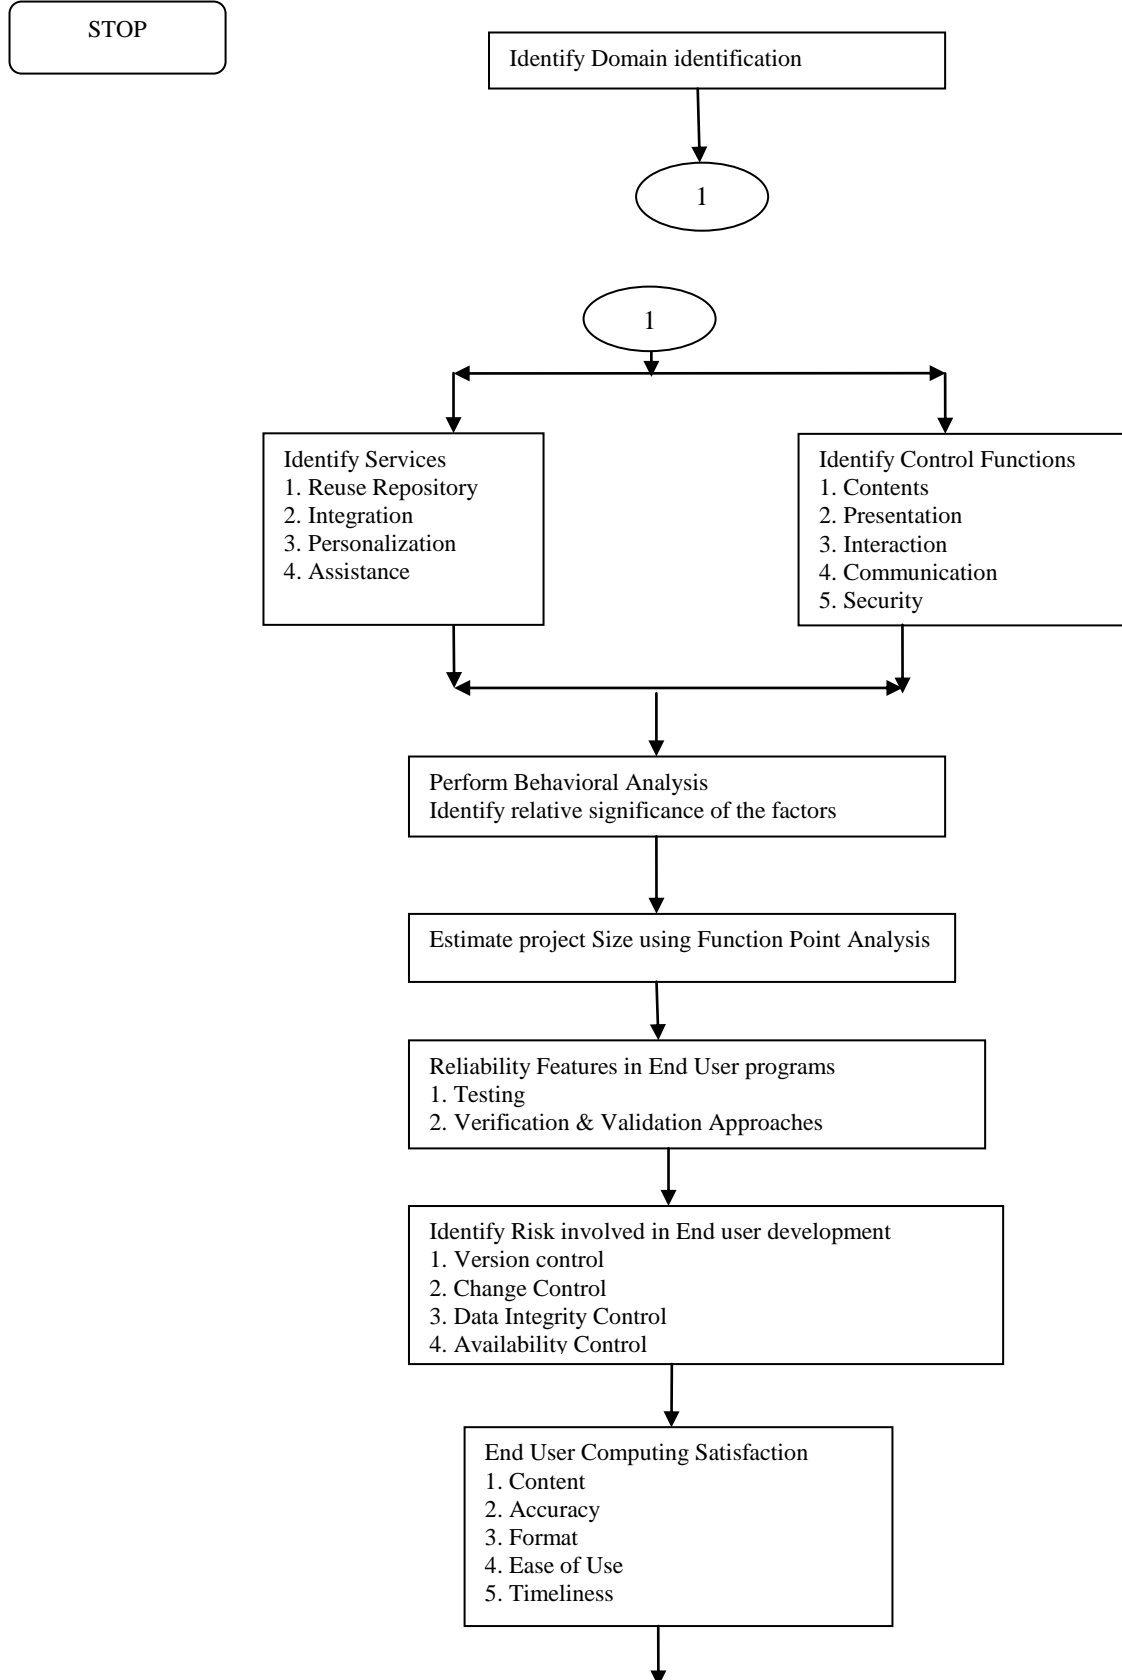 STOP
Identify Domain identification
1
1
Identify Services
1. Reuse Repository
2. Integration
3. Personalization
4. Assistance
Identify Control Functions
1. Contents
2. Presentation
3. Interaction
4. Communication
5. Security
Perform Behavioral Analysis
Identify relative significance of the factors
Estimate project Size using Function Point Analysis
Reliability Features in End User programs
1. Testing
2. Verification & Validation Approaches
Identify Risk involved in End user development
1. Version control
2. Change Control
3. Data Integrity Control
4. Availability Control
End User Computing Satisfaction
1. Content
2. Accuracy
3. Format
4. Ease of Use
5. Timeliness